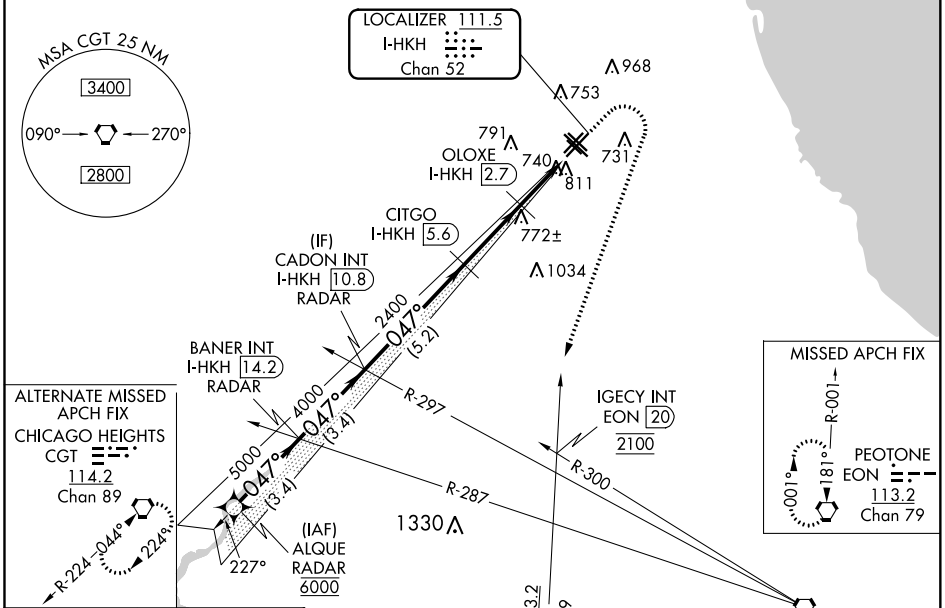 MSA CGT 25 NM
3400
090°
270°
2800
LOCALIZER 111.5
I-HKH
Chan 52
968
753
791
OLOXE
I-HKH 2.7
740
811
731
CITGO
I-HKH 5.6
772±
1034
(IF)
CADON INT
I-HKH 10.8
RADAR
2400
047°
(5.2)
BANER INT
I-HKH 14.2
RADAR
4000
047°
(3.4)
R-297
5000
047°
(3.4)
R-287
R-300
IGECY INT
EON 20
2100
(IAF)
ALQUE
RADAR
6000
227°
1330
ALTERNATE MISSED
APCH FIX
CHICAGO HEIGHTS
CGT
114.2
Chan 89
R-224
044°
224°
MISSED APCH FIX
R-001
001°
181°
PEOTONE
EON
113.2
Chan 79
3.2